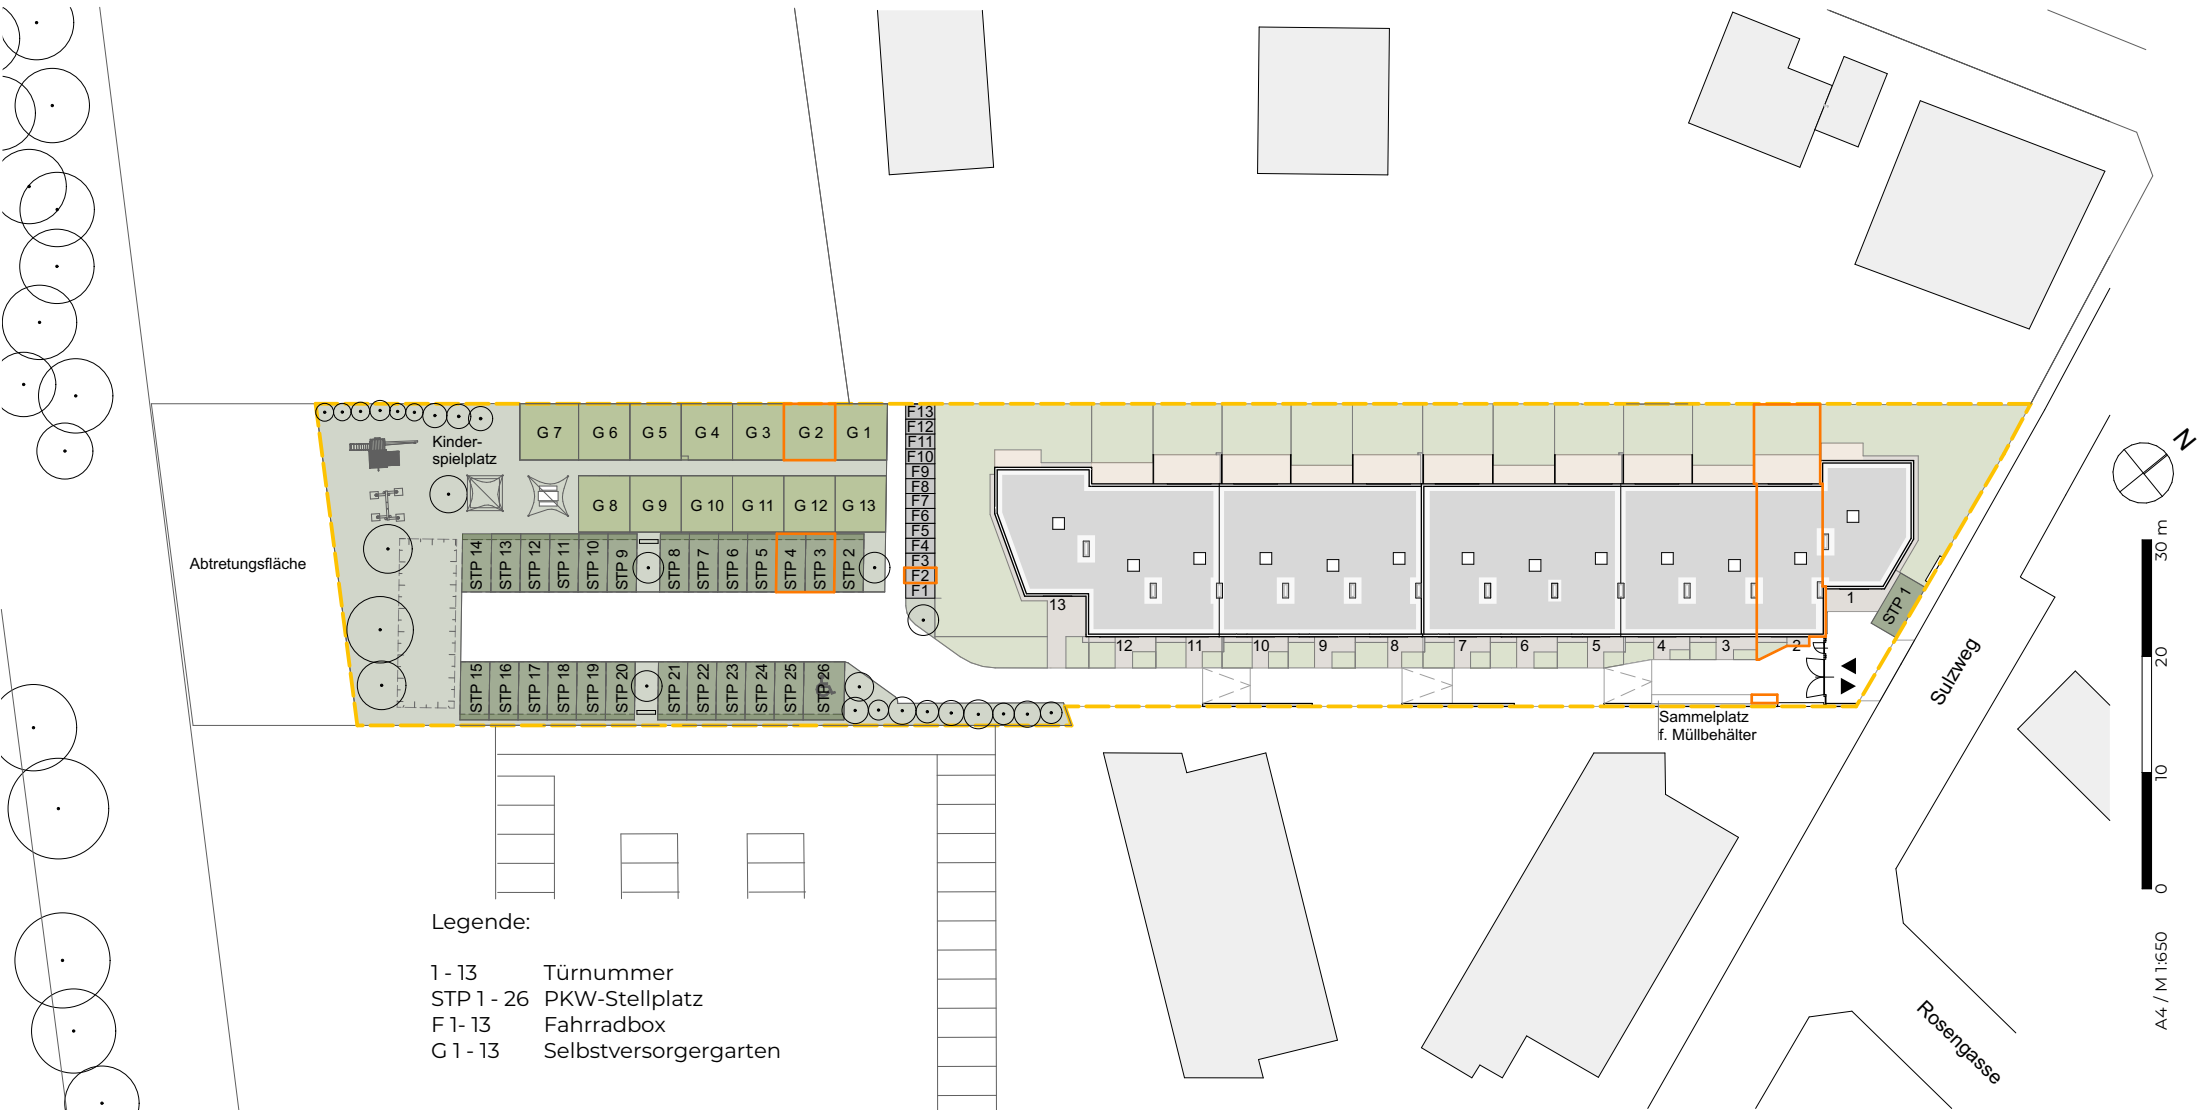 Kinder-
spielplatz
G 7
G 6
G 5
G 4
G 3
G 2
G 1
G 8
G 9
G 10
G 11
G 12
G 13
F13
F12
F11
F10
F9
F8
F7
F6
F5
F4
F3
F2
F1
STP 14
STP 13
STP 12
STP 11
STP 10
STP 9
STP 8
STP 7
STP 6
STP 5
STP 4
STP 3
STP 2
Abtretungsfläche
STP 15
STP 16
STP 17
STP 18
STP 19
STP 20
STP 21
STP 22
STP 23
STP 24
STP 25
STP 26
13
12
11
10
9
8
7
6
5
4
3
2
1
STP 1
Sammelplatz
f. Müllbehälter
Sulzweg
Rosengasse
N
30 m
20
10
0
A4 / M 1:650
Legende:
1 - 13 Türnummer
STP 1 - 26 PKW-Stellplatz
F 1- 13 Fahrradbox
G 1 - 13 Selbstversorgergarten